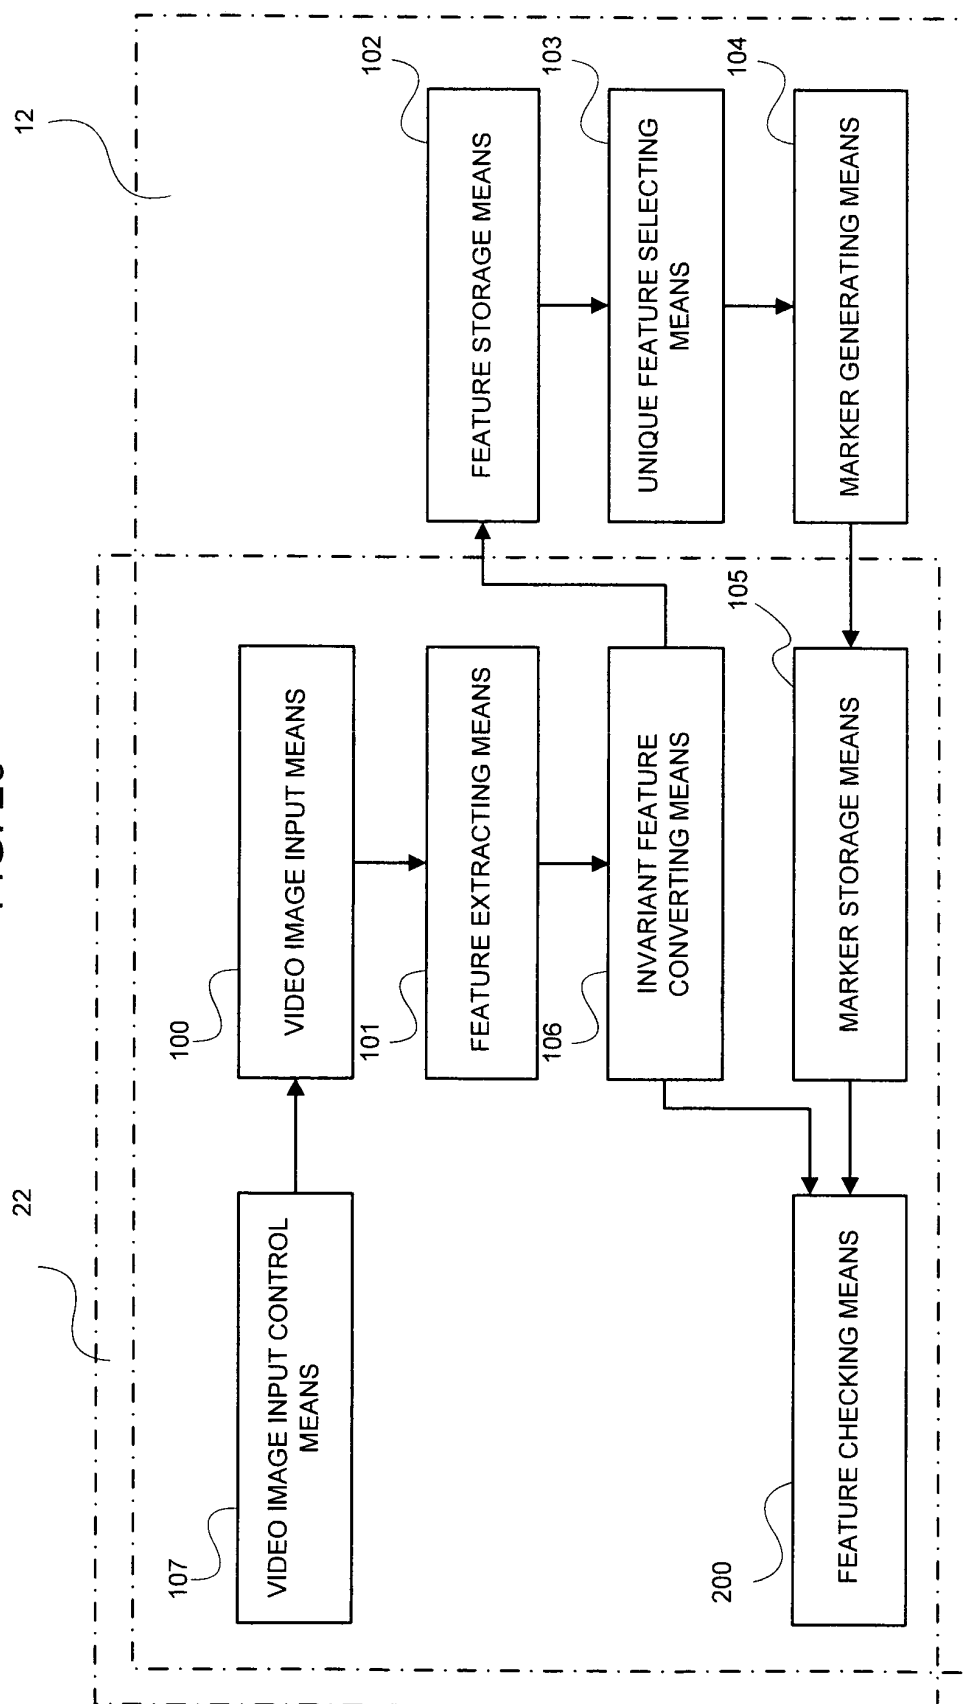 22
12
107
VIDEO IMAGE INPUT CONTROL
MEANS
100
VIDEO IMAGE INPUT MEANS
101
FEATURE EXTRACTING MEANS
102
FEATURE STORAGE MEANS
106
INVARIANT FEATURE
CONVERTING MEANS
103
UNIQUE FEATURE SELECTING
MEANS
200
FEATURE CHECKING MEANS
105
MARKER STORAGE MEANS
104
MARKER GENERATING MEANS